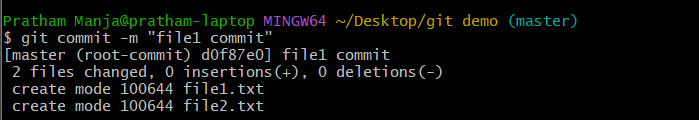 Pratham Manja@pratham-laptop MINGW64 ~/Desktop/git demo (master)
$ git commit -m "file1 commit"
[master (root-commit) d0f87e0] file1 commit
 2 files changed, 0 insertions(+), 0 deletions(-)
 create mode 100644 file1.txt
 create mode 100644 file2.txt